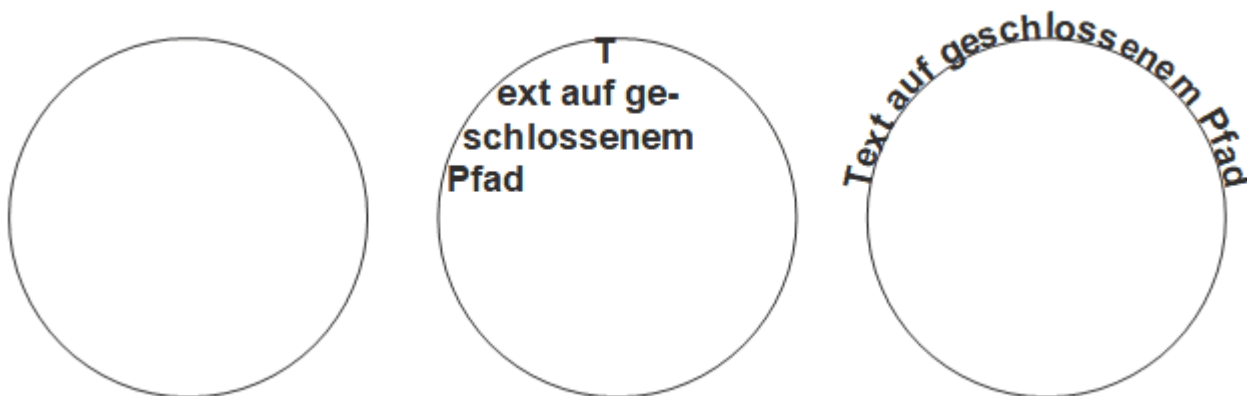 T
ext auf ge-
schlossenem
Pfad
Text auf geschlossenem Pfad